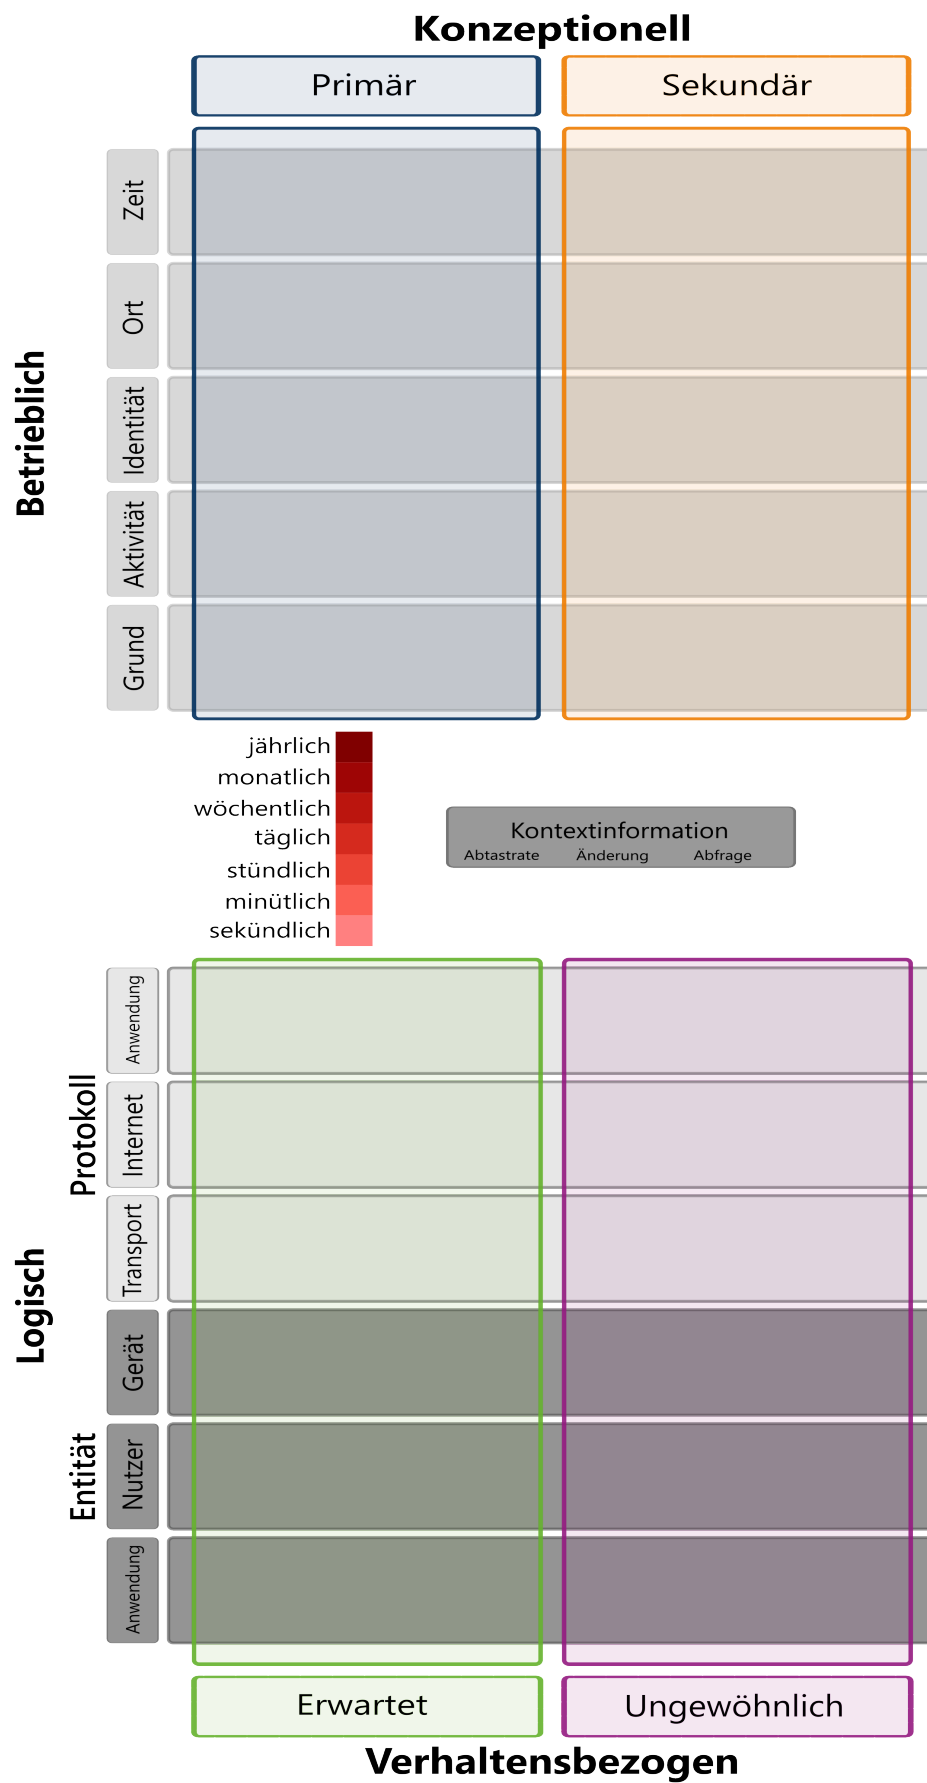 Konzeptionell
Primär
Sekundär
Betrieblich
Zeit
Ort
Identität
Aktivität
Grund
jährlich
monatlich
wöchentlich
täglich
stündlich
minütlich
sekündlich
Kontextinformation
Abtastrate Änderung Abfrage
Logisch
Protokoll
Anwendung
Internet
Transport
Entität
Gerät
Nutzer
Anwendung
Erwartet
Ungewöhnlich
Verhaltensbezogen